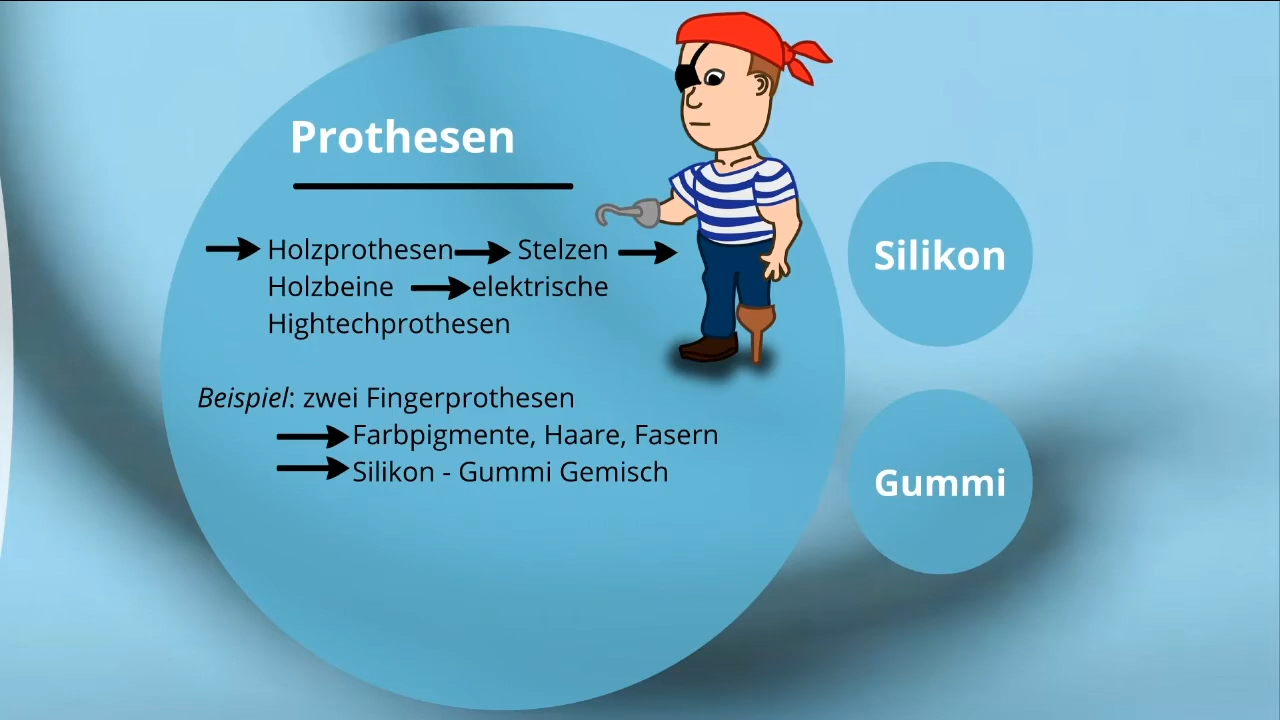 Prothesen
Holzprothesen Stelzen
Holzbeine elektrische
Hightechprothesen
Beispiel: zwei Fingerprothesen
Farbpigmente, Haare, Fasern
Silikon - Gummi Gemisch
Silikon
Gummi